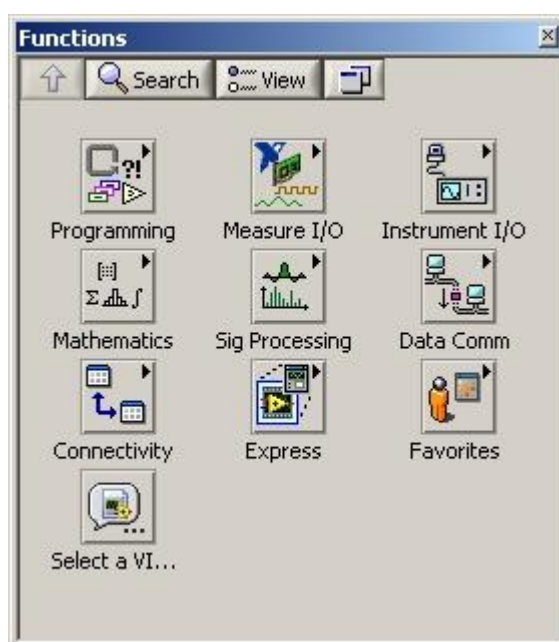 Functions
Search View
Programming Measure I/O Instrument I/O
Mathematics Sig Processing Data Comm
Connectivity Express Favorites
Select a VI...